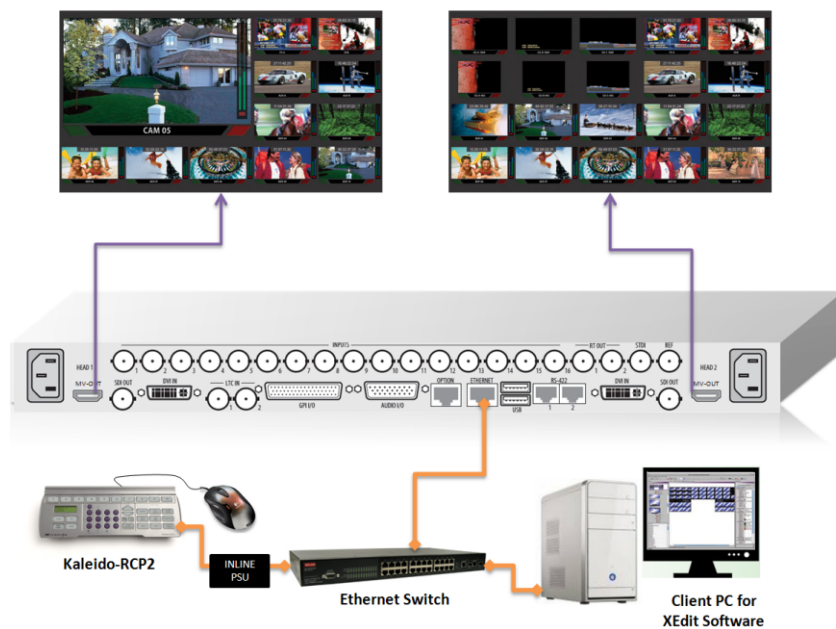 CAM 05
INPUTS
RT OUT
STDI
REF
1 2 3 4 5 6 7 8 9 10 11 12 13 14 15 16 1 2
HEAD 1
MV-OUT
SDI OUT
DVI IN
LTC IN
1 2
GPI I/O
AUDIO I/O
OPTION
ETHERNET
USB
RS-422
1 2
DVI IN
SDI OUT
HEAD 2
MV-OUT
Kaleido-RCP2
INLINE
PSU
Ethernet Switch
Client PC for
XEdit Software